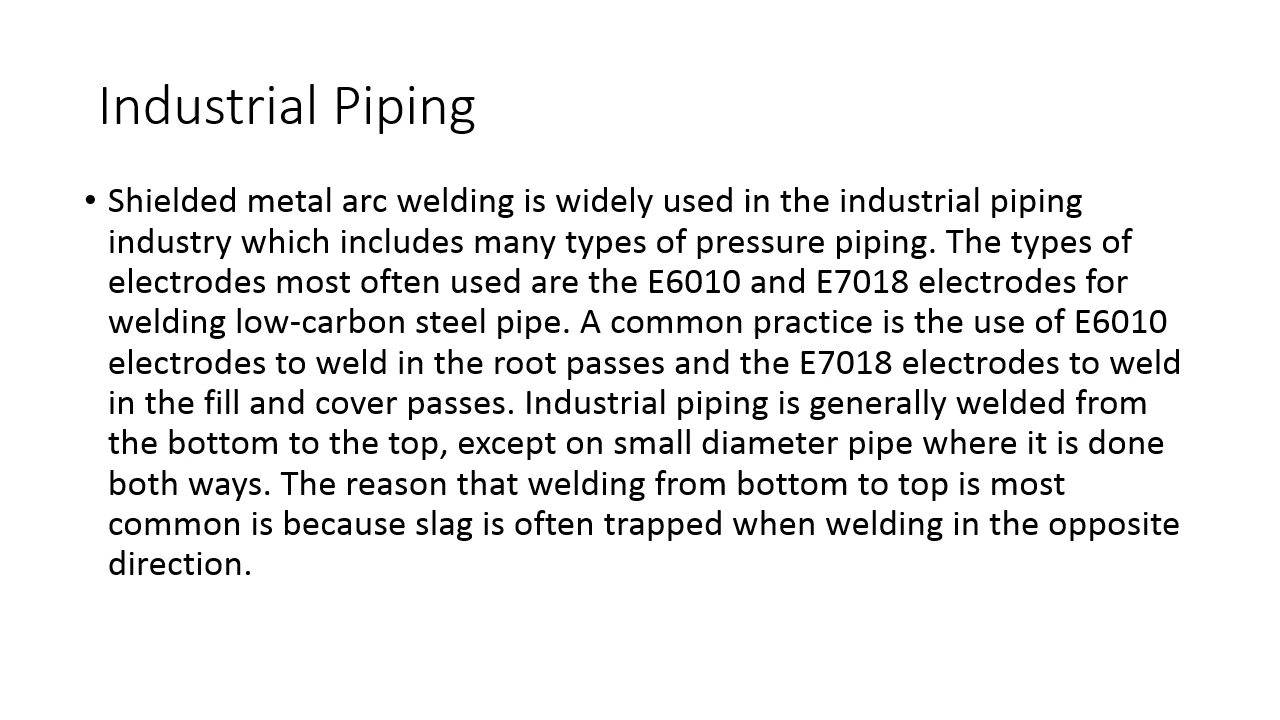 Industrial Piping
• Shielded metal arc welding is widely used in the industrial piping
industry which includes many types of pressure piping. The types of
electrodes most often used are the E6010 and E7018 electrodes for
welding low-carbon steel pipe. A common practice is the use of E6010
electrodes to weld in the root passes and the E7018 electrodes to weld
in the fill and cover passes. Industrial piping is generally welded from
the bottom to the top, except on small diameter pipe where it is done
both ways. The reason that welding from bottom to top is most
common is because slag is often trapped when welding in the opposite
direction.